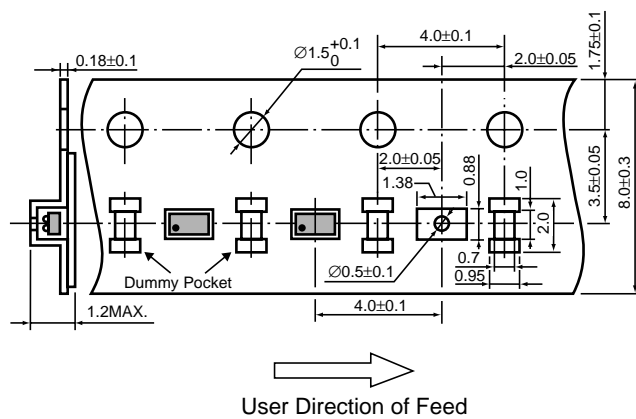 4.0±0.1
1.75±0.1
0.18±0.1
Ø1.5 +0.1 0
2.0±0.05
2.0±0.05
0.88
1.38
1.0
2.0
3.5±0.05
8.0±0.3
0.7
0.95
Ø0.5±0.1
Dummy Pocket
1.2MAX.
4.0±0.1
User Direction of Feed